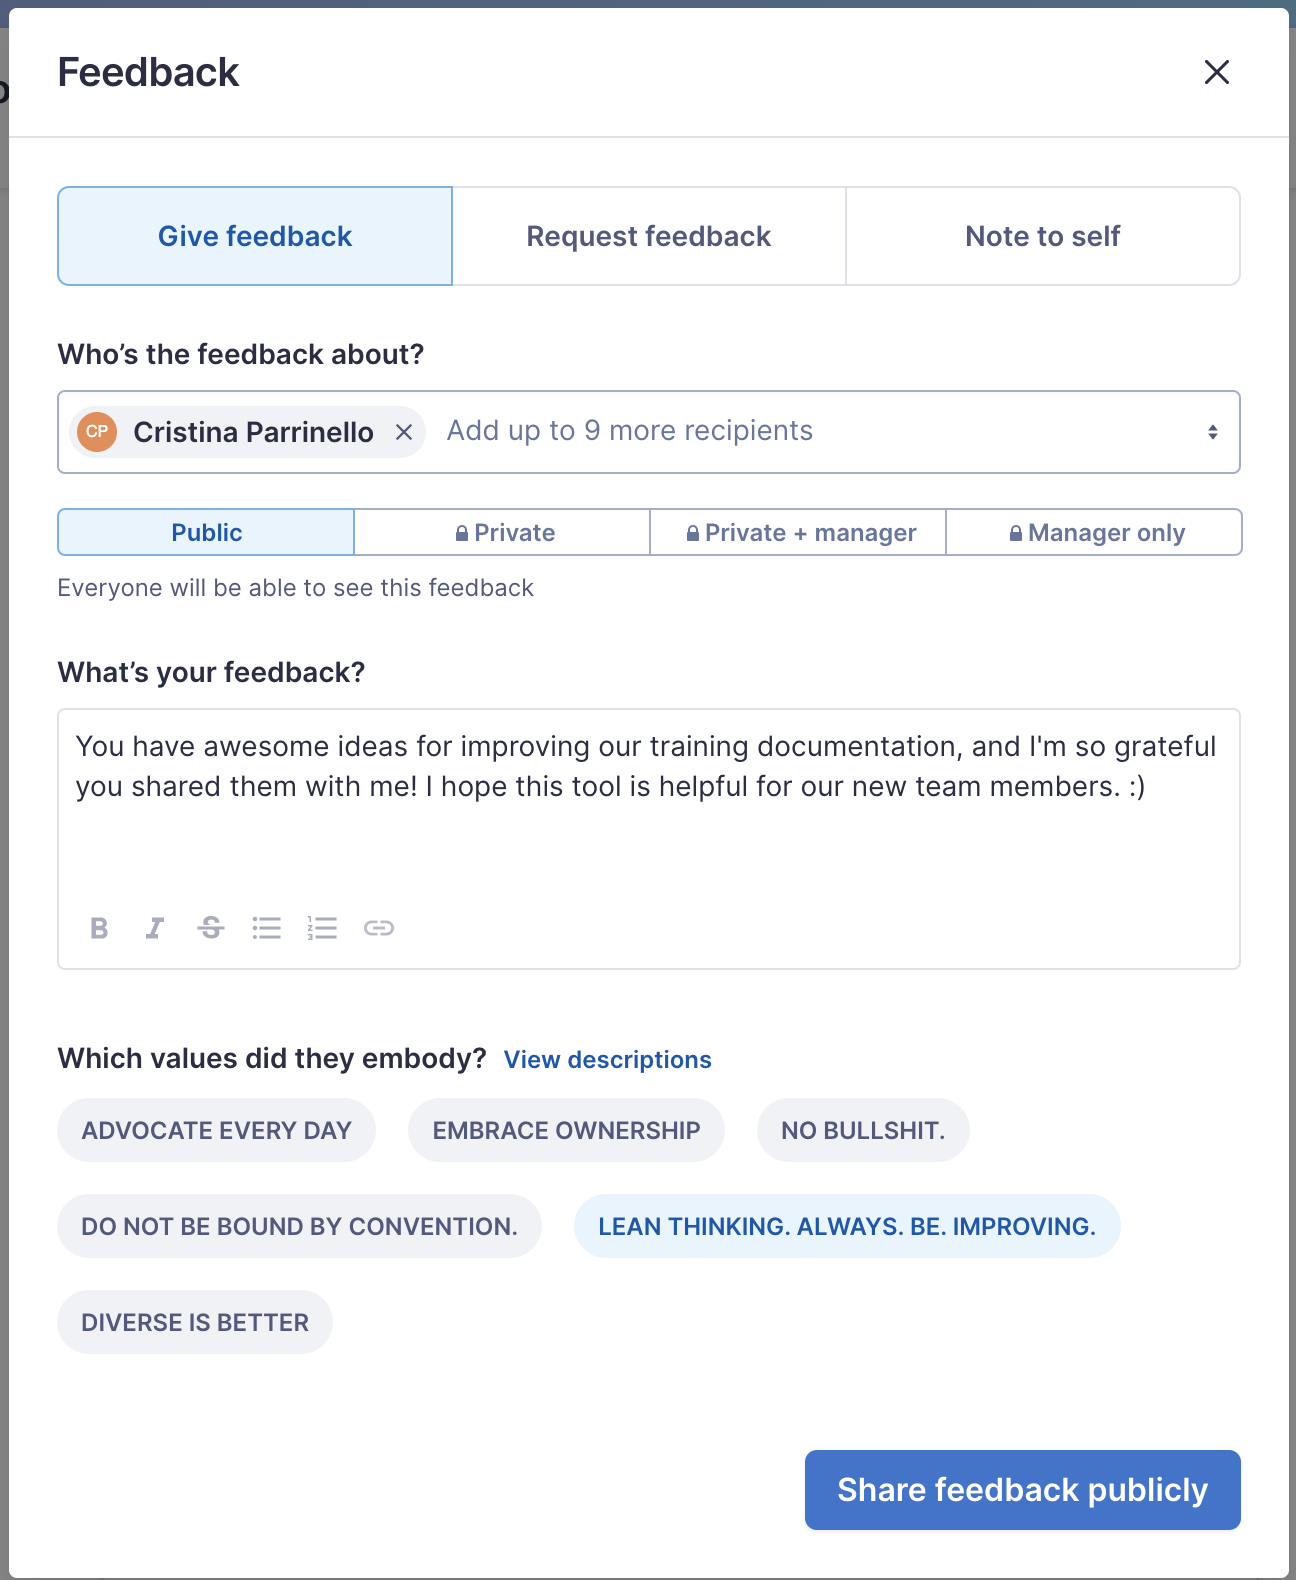 Feedback
Give feedback
Request feedback
Note to self
Who’s the feedback about?
CP Cristina Parrinello Add up to 9 more recipients
Public
Private
Private + manager
Manager only
Everyone will be able to see this feedback
What’s your feedback?
You have awesome ideas for improving our training documentation, and I'm so grateful
you shared them with me! I hope this tool is helpful for our new team members. :)
B I S 1 2 3
Which values did they embody? View descriptions
ADVOCATE EVERY DAY
EMBRACE OWNERSHIP
NO BULLSHIT.
DO NOT BE BOUND BY CONVENTION.
LEAN THINKING. ALWAYS. BE. IMPROVING.
DIVERSE IS BETTER
Share feedback publicly